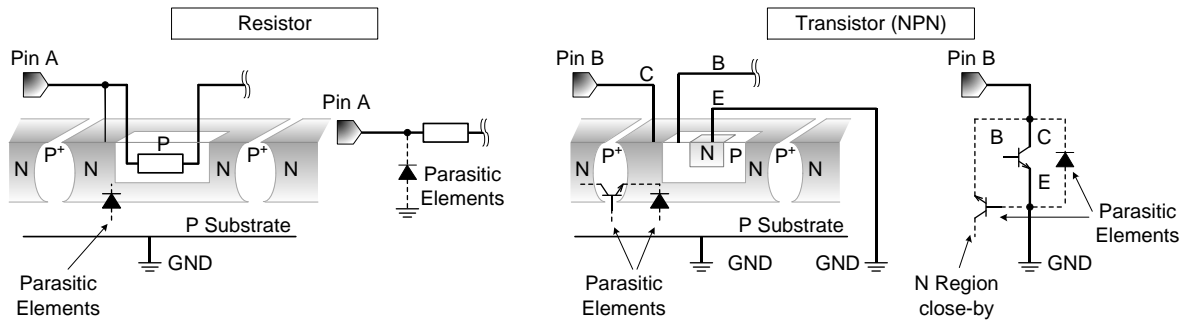 Resistor
Transistor (NPN)
Pin A
Pin A
N
P+
N
P
N
P+
N
Parasitic
Elements
P Substrate
GND
Parasitic
Elements
Pin B
C
B
E
N
P+
N
N
P
N
P+
N
P Substrate
GND
GND
Parasitic
Elements
Pin B
B
C
E
Parasitic
Elements
GND
N Region
close-by